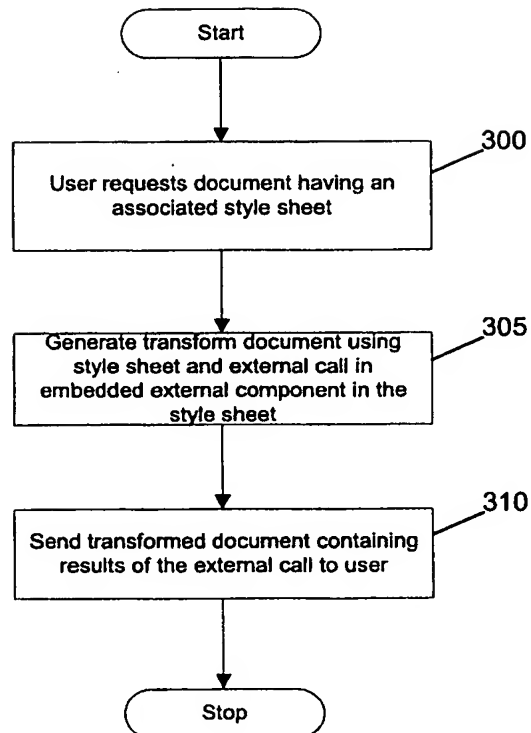 Start
300
User requests document having an
associated style sheet
305
Generate transform document using
style sheet and external call in
embedded external component in the
style sheet
310
Send transformed document containing
results of the external call to user
Stop